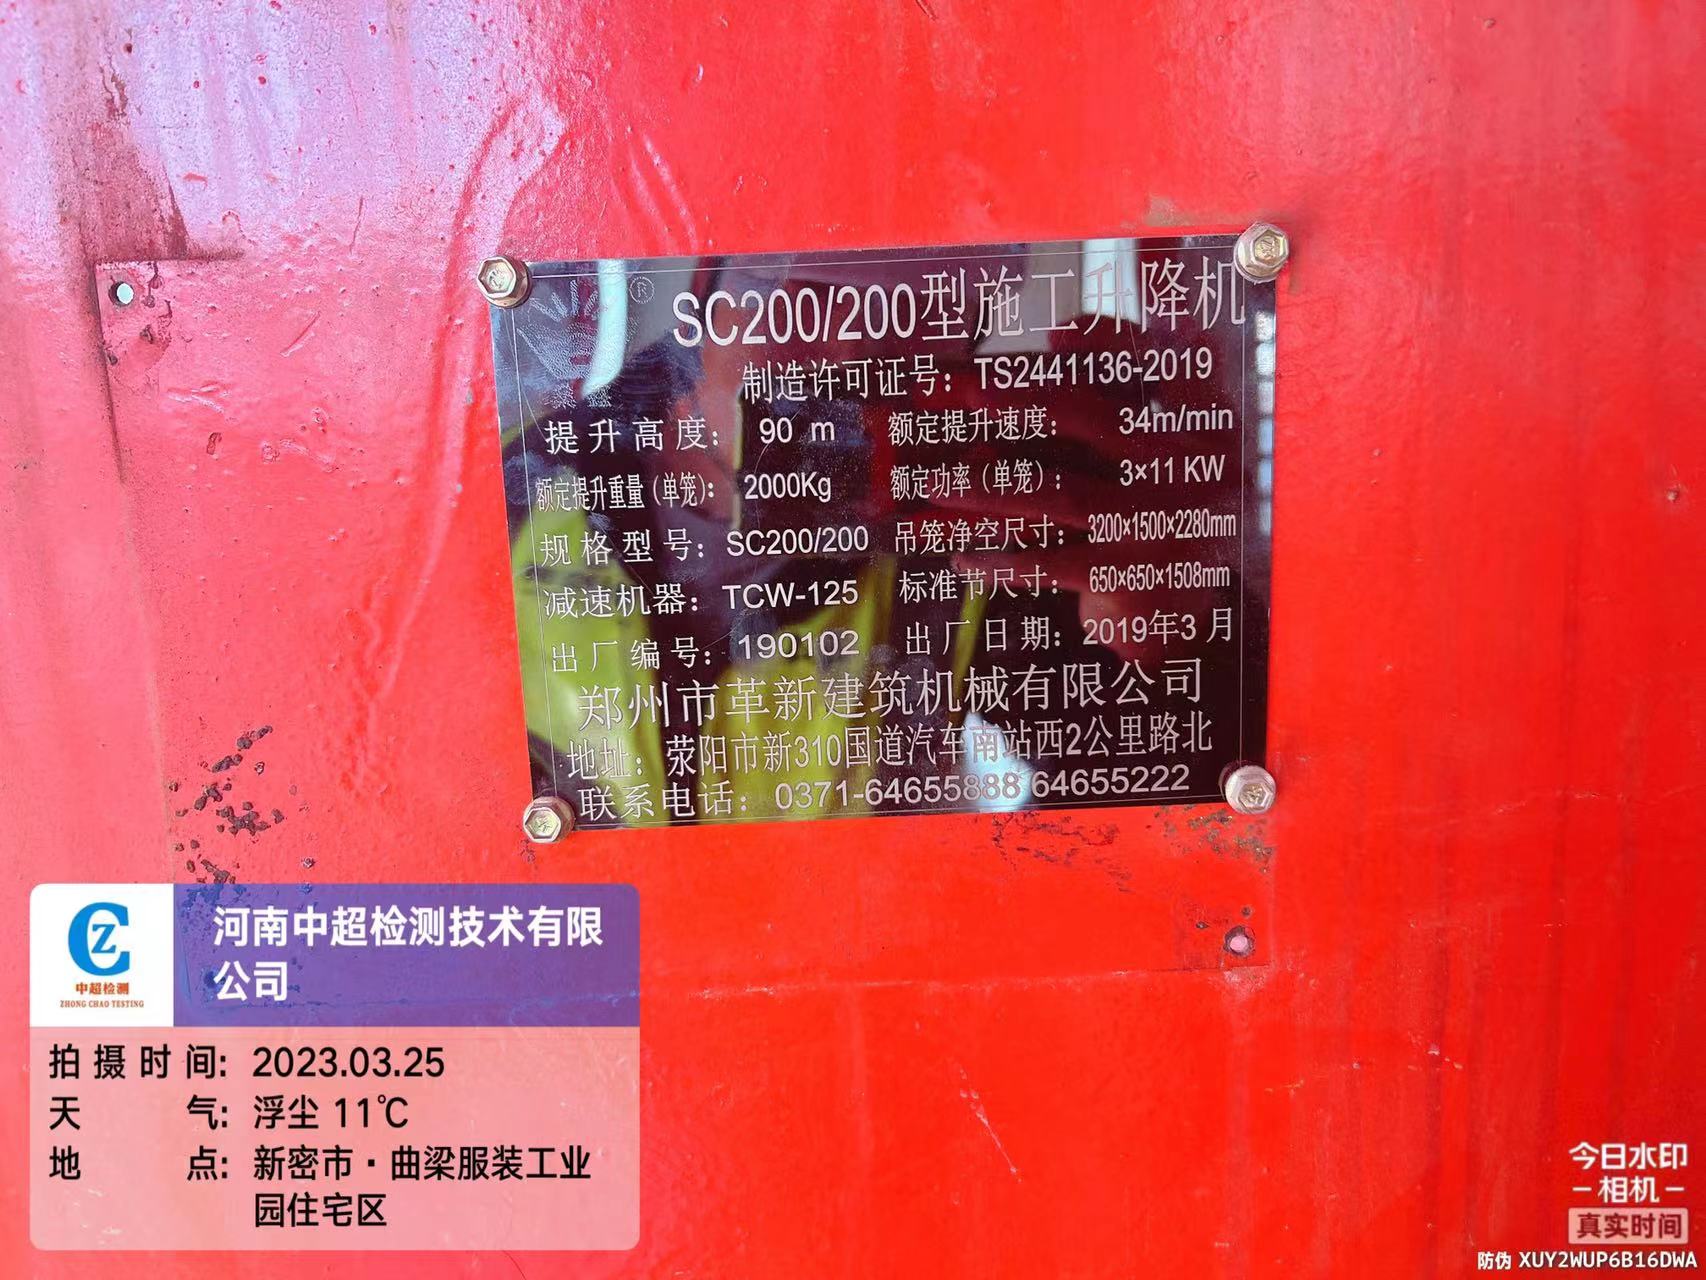 ®
SC200/200型施工升降机
制造许可证号：TS2441136-2019
提升高度：90 m 额定提升速度：34m/min
额定提升重量(单笼)：2000Kg 额定功率(单笼)：3×11 KW
规格型号：SC200/200 吊笼净空尺寸：3200×1500×2280mm
减速机器：TCW-125 标准节尺寸：650×650×1508mm
出厂编号：190102 出厂日期：2019年3月
郑州市革新建筑机械有限公司
地址：荥阳市新310国道汽车南站西2公里路北
联系电话：0371-64655888 64655222
CZ
中超检测
ZHONG CHAO TESTING
河南中超检测技术有限
公司
拍摄时间：2023.03.25
天气：浮尘 11℃
地点：新密市·曲梁服装工业
园住宅区
今日水印
-相机-
真实时间
防伪 XUY2WUP6B16DWA